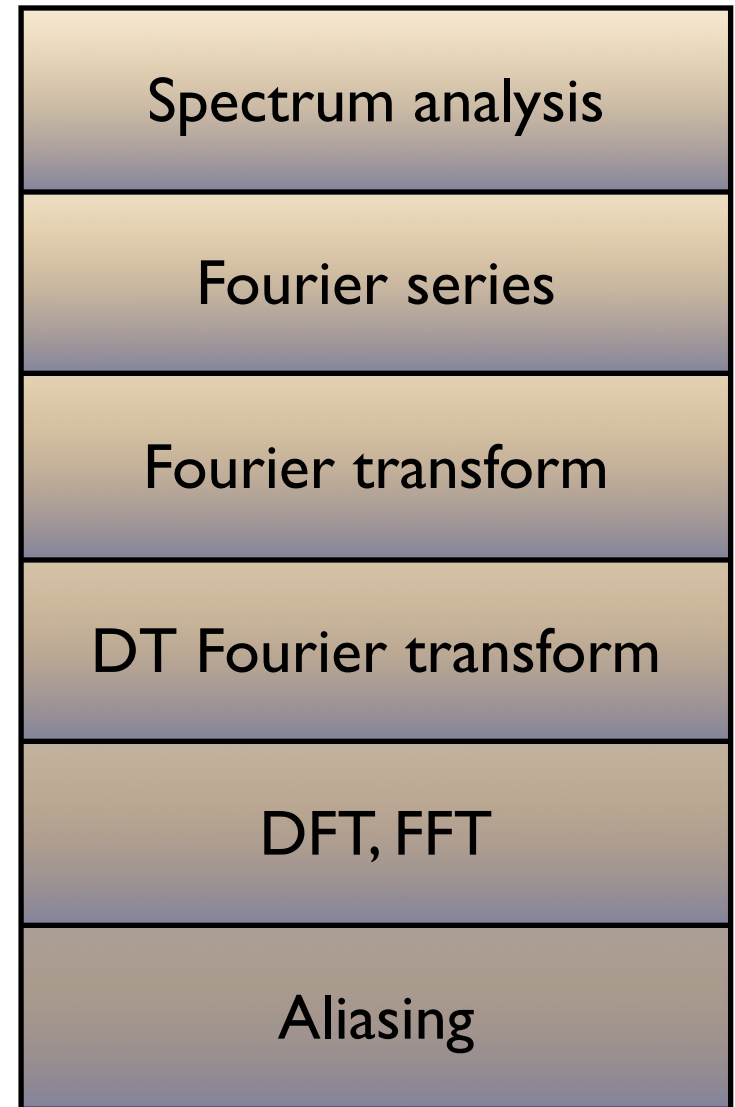 Spectrum analysis
Fourier series
Fourier transform
DT Fourier transform
DFT, FFT
Aliasing